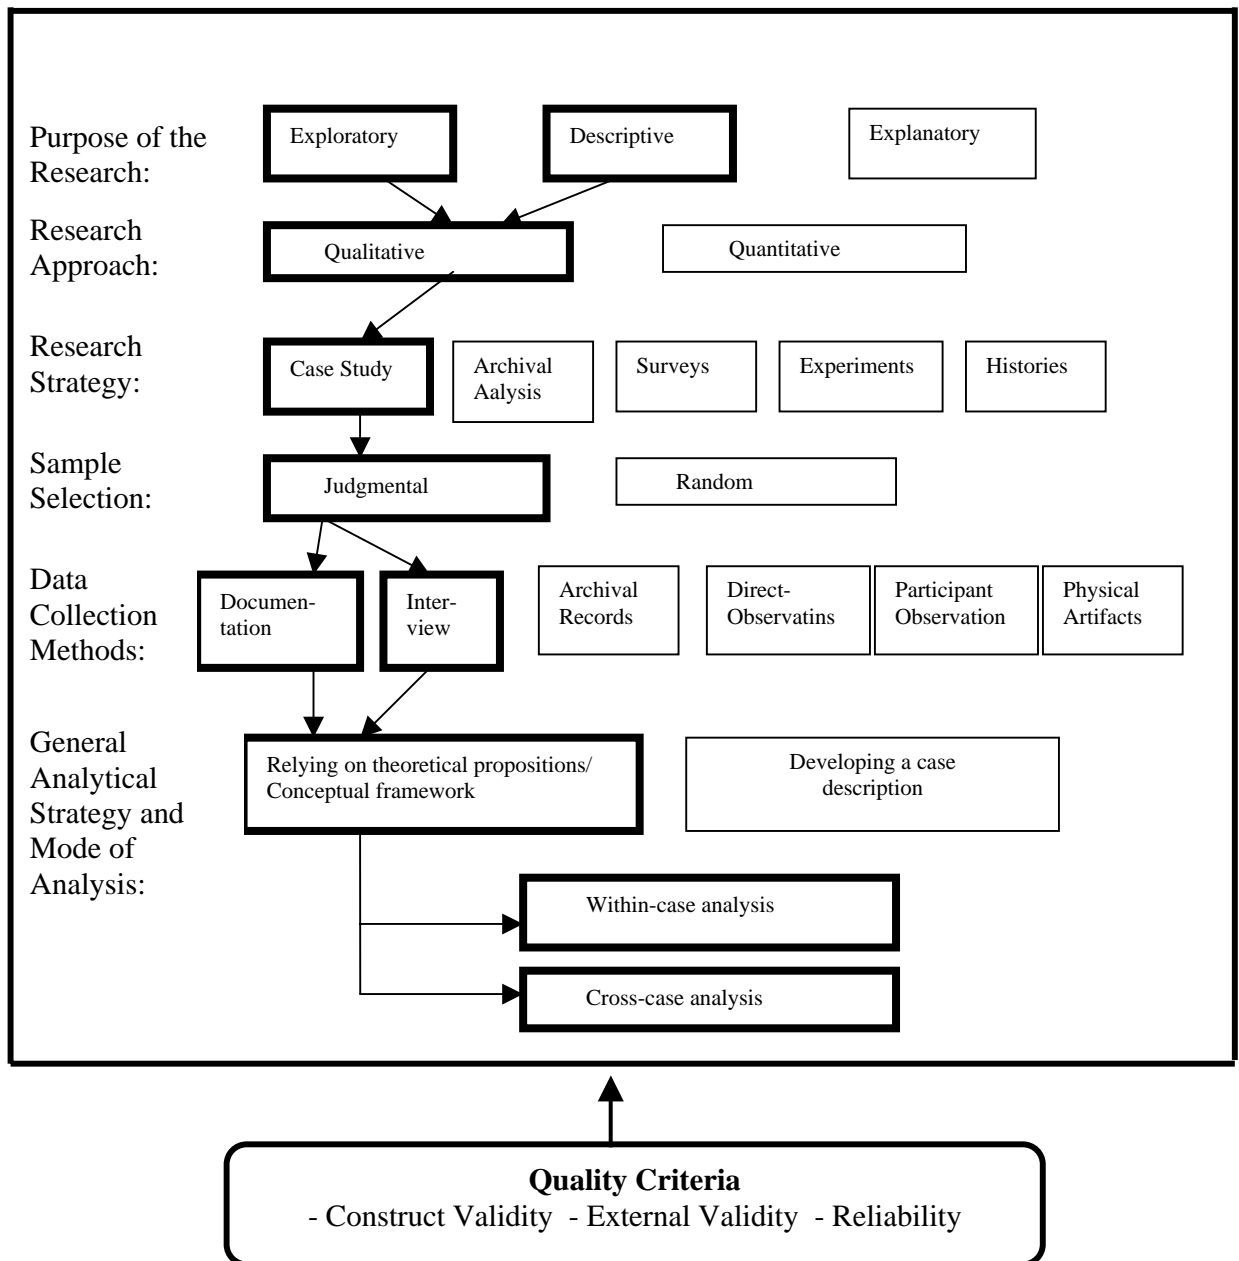 Purpose of the
Research:
Exploratory
Descriptive
Explanatory
Research
Approach:
Qualitative
Quantitative
Research
Strategy:
Case Study
Archival
Aalysis
Surveys
Experiments
Histories
Sample
Selection:
Judgmental
Random
Data
Collection
Methods:
Documen-
tation
Inter-
view
Archival
Records
Direct-
Observatins
Participant
Observation
Physical
Artifacts
General
Analytical
Strategy and
Mode of
Analysis:
Relying on theoretical propositions/
Conceptual framework
Developing a case
description
Within-case analysis
Cross-case analysis
Quality Criteria
- Construct Validity - External Validity - Reliability